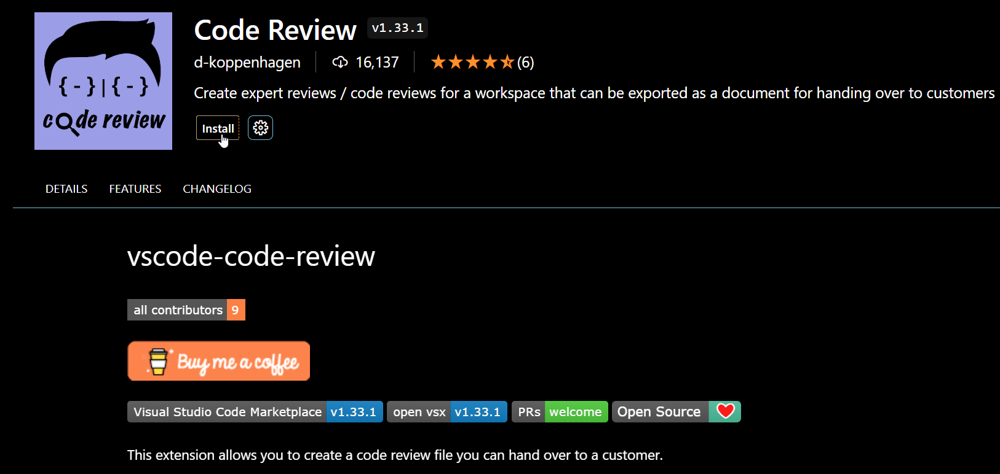 Code Review v1.33.1
d-koppenhagen 16,137 (6)
Create expert reviews / code reviews for a workspace that can be exported as a document for handing over to customers
{-}|{-}
code review
Install
DETAILS FEATURES CHANGELOG
vscode-code-review
all contributors 9
Buy me a coffee
Visual Studio Code Marketplace v1.33.1 open vsx v1.33.1 PRs welcome Open Source
This extension allows you to create a code review file you can hand over to a customer.